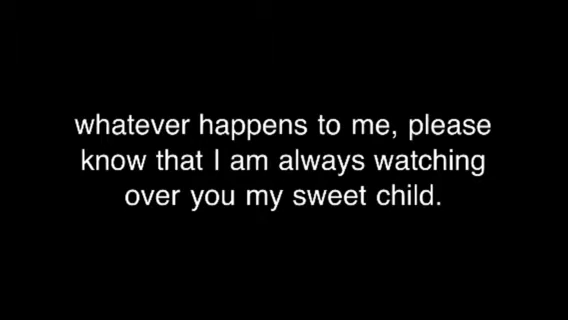 whatever happens to me, please
know that I am always watching
over you my sweet child.